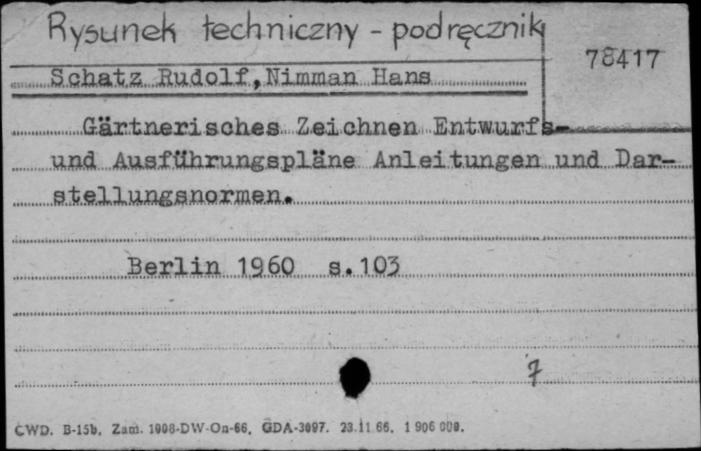 Rysunek techniczny - podręcznik
78417
Schatz Rudolf, Nimman Hans
Gärtnerisches Zeichnen Entwurfs-
und Ausführungspläne Anleitungen und Dar-
stellungsnormen.
Berlin 1960 s.103
7
CWD. B-15b, Zam. 1908-DW-On-66, GDA-3097. 23.11.66. 1 906 000.